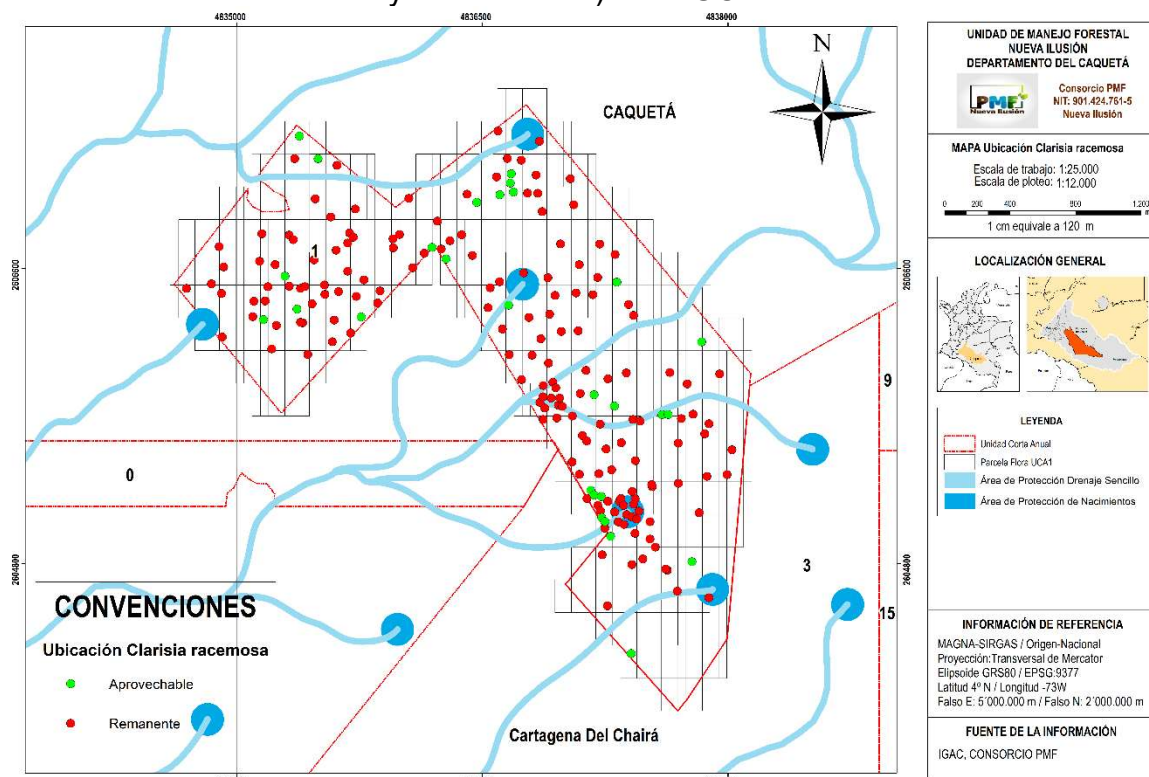 4835000
4836500
4838000
N
CAQUETÁ
1
2606600
2606600
9
0
3
2604800
2604800
15
CONVENCIONES
Ubicación Clarisia racemosa
Aprovechable
Remanente
Cartagena Del Chairá
UNIDAD DE MANEJO FORESTAL
NUEVA ILUSIÓN
DEPARTAMENTO DEL CAQUETÁ
PMF
Nueva Ilusión
Consorcio PMF
NIT: 901.424.761-5
Nueva Ilusión
MAPA Ubicación Clarisia racemosa
Escala de trabajo: 1:25.000
Escala de ploteo: 1:12.000
0 200 400 800 1,200
1 cm equivale a 120 m
LOCALIZACIÓN GENERAL
LEYENDA
Unidad Corta Anual
Parcela Flora UCA1
Área de Protección Drenaje Sencillo
Área de Protección de Nacimientos
INFORMACIÓN DE REFERENCIA
MAGNA-SIRGAS / Origen-Nacional
Proyección:Transversal de Mercator
Elipsoide GRS80 / EPSG:9377
Latitud 4º N / Longitud -73W
Falso E: 5´000.000 m / Falso N: 2´000.000 m
FUENTE DE LA INFORMACIÓN
IGAC, CONSORCIO PMF